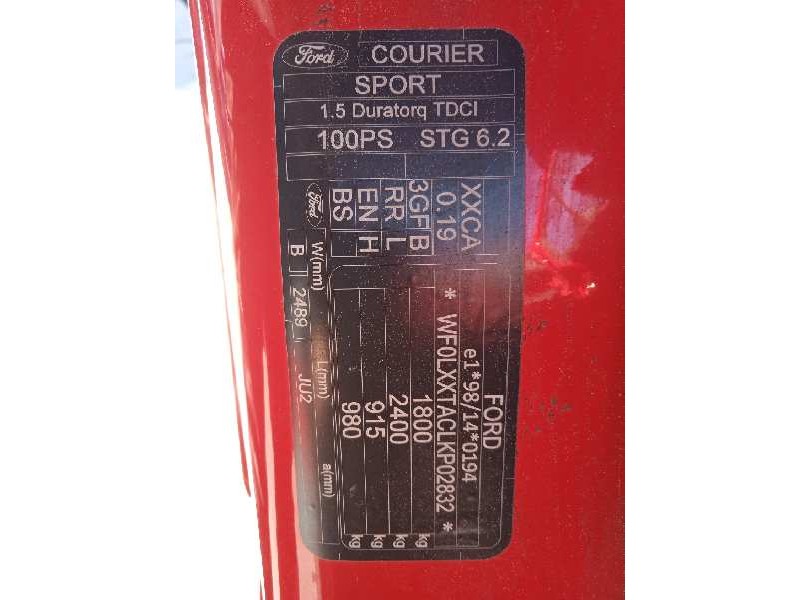 Ford COURIER
SPORT
1.5 Duratorq TDCI
100PS STG 6.2
FORD
e1*98/14*0194
* WF0LXXTACLKP02832 *
1800 kg
2400 kg
915 kg
980 kg
XXCA
0.19
3GFB
RR L
EN H
BS
Ford W(mm) L(mm) a(mm)
B 2489 JU2